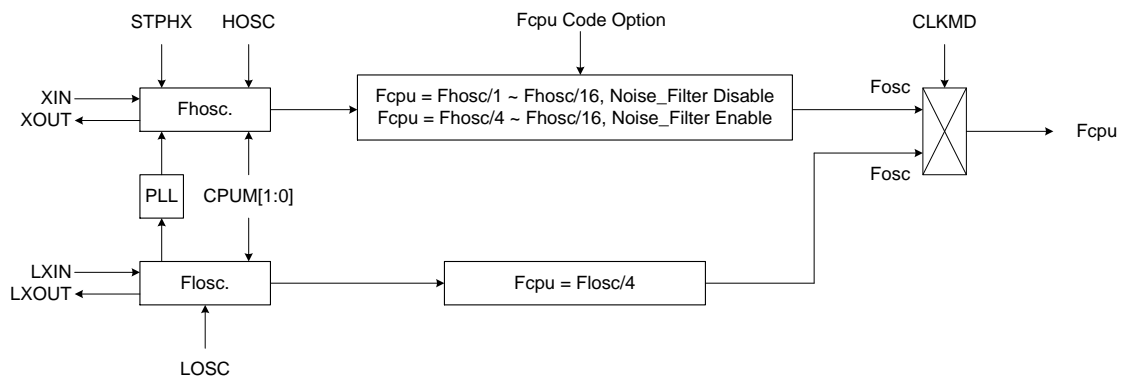 STPHX
HOSC
Fcpu Code Option
CLKMD
XIN
XOUT
Fhosc.
Fcpu = Fhosc/1 ~ Fhosc/16, Noise_Filter Disable
Fcpu = Fhosc/4 ~ Fhosc/16, Noise_Filter Enable
Fosc
Fcpu
Fosc
PLL
CPUM[1:0]
LXIN
LXOUT
Flosc.
Fcpu = Flosc/4
LOSC